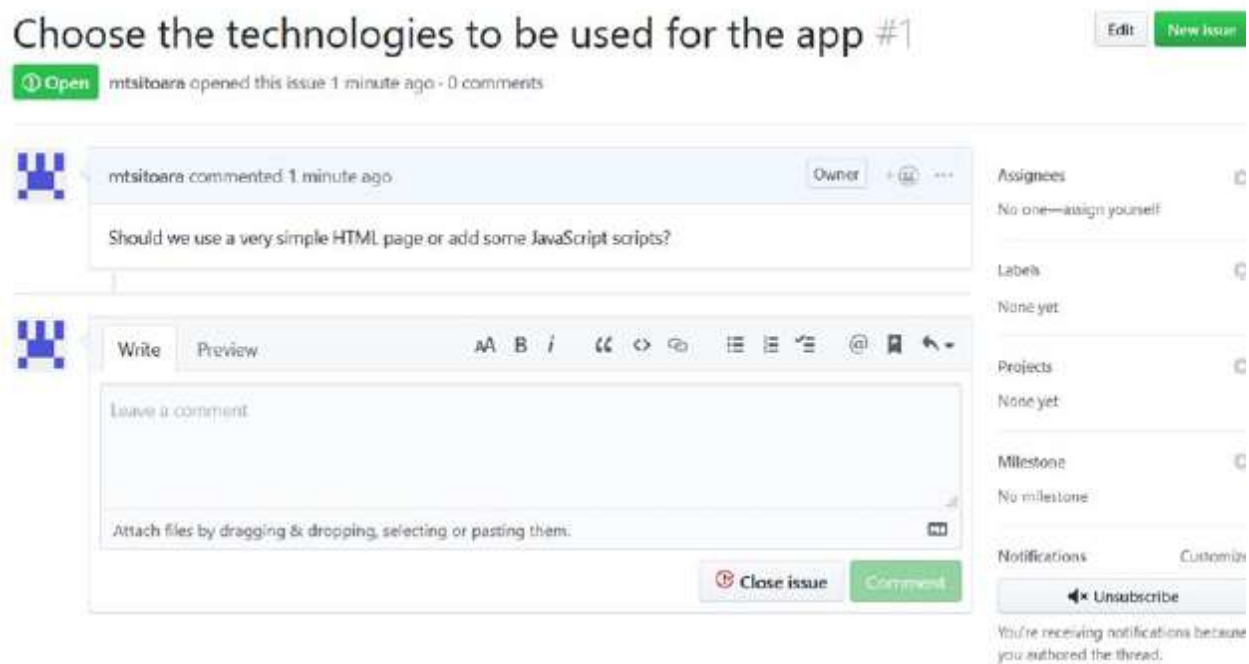 Choose the technologies to be used for the app #1
Edit
New issue
Open
mtsitoara opened this issue 1 minute ago · 0 comments
mtsitoara commented 1 minute ago
Owner
Should we use a very simple HTML page or add some JavaScript scripts?
Write
Preview
Leave a comment
Attach files by dragging & dropping, selecting or pasting them.
Close issue
Comment
Assignees
No one—assign yourself
Labels
None yet
Projects
None yet
Milestone
No milestone
Notifications
Customize
Unsubscribe
You're receiving notifications because
you authored the thread.